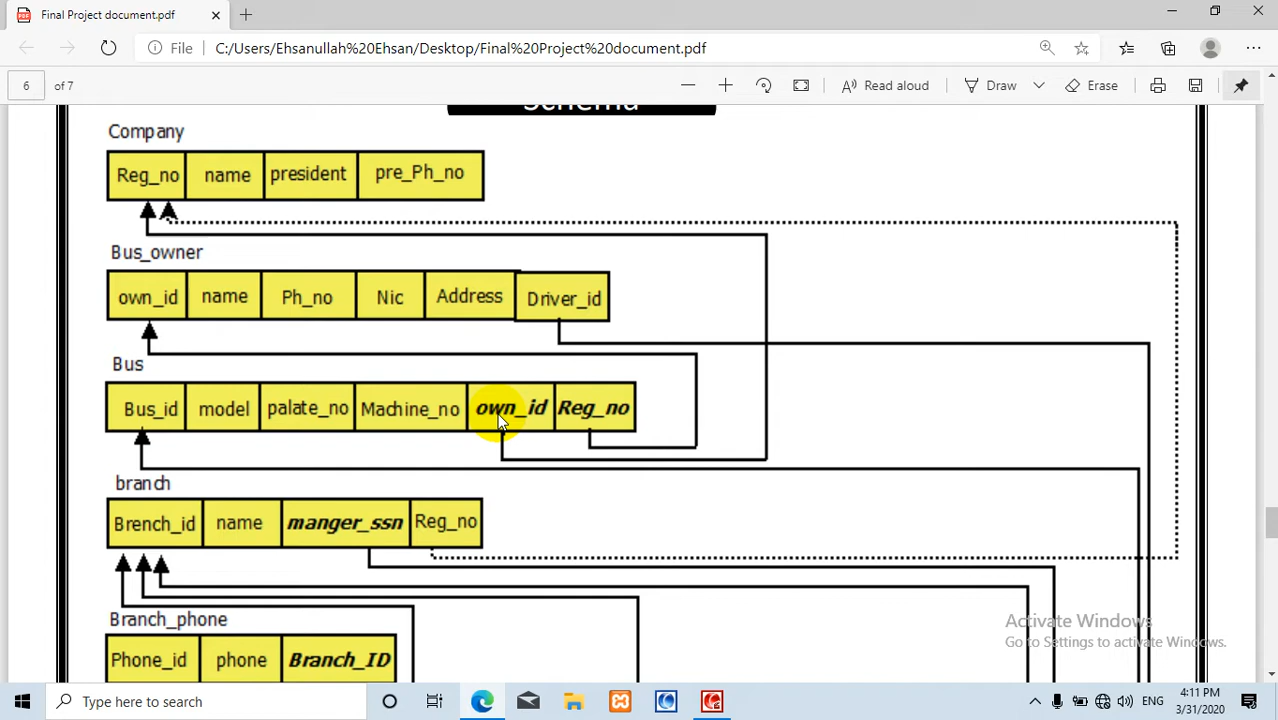 Final Project document.pdf
File C:/Users/Ehsanullah%20Ehsan/Desktop/Final%20Project%20document.pdf
6 of 7 Read aloud Draw Erase
Schema
Company
Reg_no name president pre_Ph_no
Bus_owner
own_id name Ph_no Nic Address Driver_id
Bus
Bus_id model palate_no Machine_no own_id Reg_no
branch
Brench_id name manger_ssn Reg_no
Branch_phone
Phone_id phone Branch_ID
Activate Windows
Go to Settings to activate Windows.
Type here to search
ENG
4:11 PM
3/31/2020